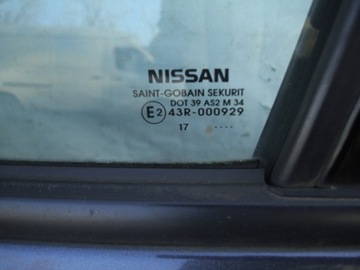 NISSAN
SAINT-GOBAIN SEKURIT
DOT 39 AS2 M 34
E2 43R-000929
17 ....